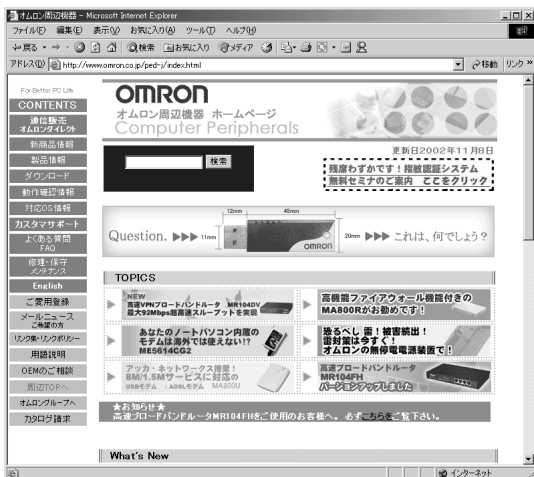 オムロン周辺機器 - Microsoft Internet Explorer
ファイル(F) 編集(E) 表示(V) お気に入り(A) ツール(T) ヘルプ(H)
戻る 検索 お気に入り メディア
アドレス(D) http://www.omron.co.jp/ped-j/index.html 移動 リンク
For Better PC Life.
CONTENTS
通信販売
オムロンダイレクト
新商品情報
製品情報
ダウンロード
動作確認情報
対応OS情報
カスタマサポート
よくある質問
FAQ
修理・保守
メンテナンス
English
ご愛用登録
メールニュース
ご希望の方
リンク集・リンクポリシー
用語説明
OEMのご相談
周辺TOPへ
オムロングループへ
カタログ請求
OMRON
オムロン周辺機器 ホームページ
Computer Peripherals
検索
更新日2002年11月8日
残席わずかです!指紋認証システム
無料セミナのご案内 ここをクリック
Question. 11mm 12mm 45mm OMRON 20mm これは、何でしょう?
TOPICS
NEW
高速VPNブロードバンドルータ MR104DV
最大92Mbps超高速スループットを実現
高機能ファイアウォール機能付きの
MA800Rがお勧めです!
あなたのノートパソコン内蔵の
モデムは海外では使えない!?
ME5614CG2
恐るべし 雷!被害続出!
雷対策は今すぐ!
オムロンの無停電電源装置で!
アッカ・ネットワークス推奨!
8M/1.5Mサービスに対応の
USBモデム:ADSLモデム MA800U
高速ブロードバンドルータ
MR104FH
バージョンアップしました
★お知らせ★
高速ブロードバンドルータMR104FHをご使用のお客様へ。必ずこちらをご覧下さい。
What's New
インターネット